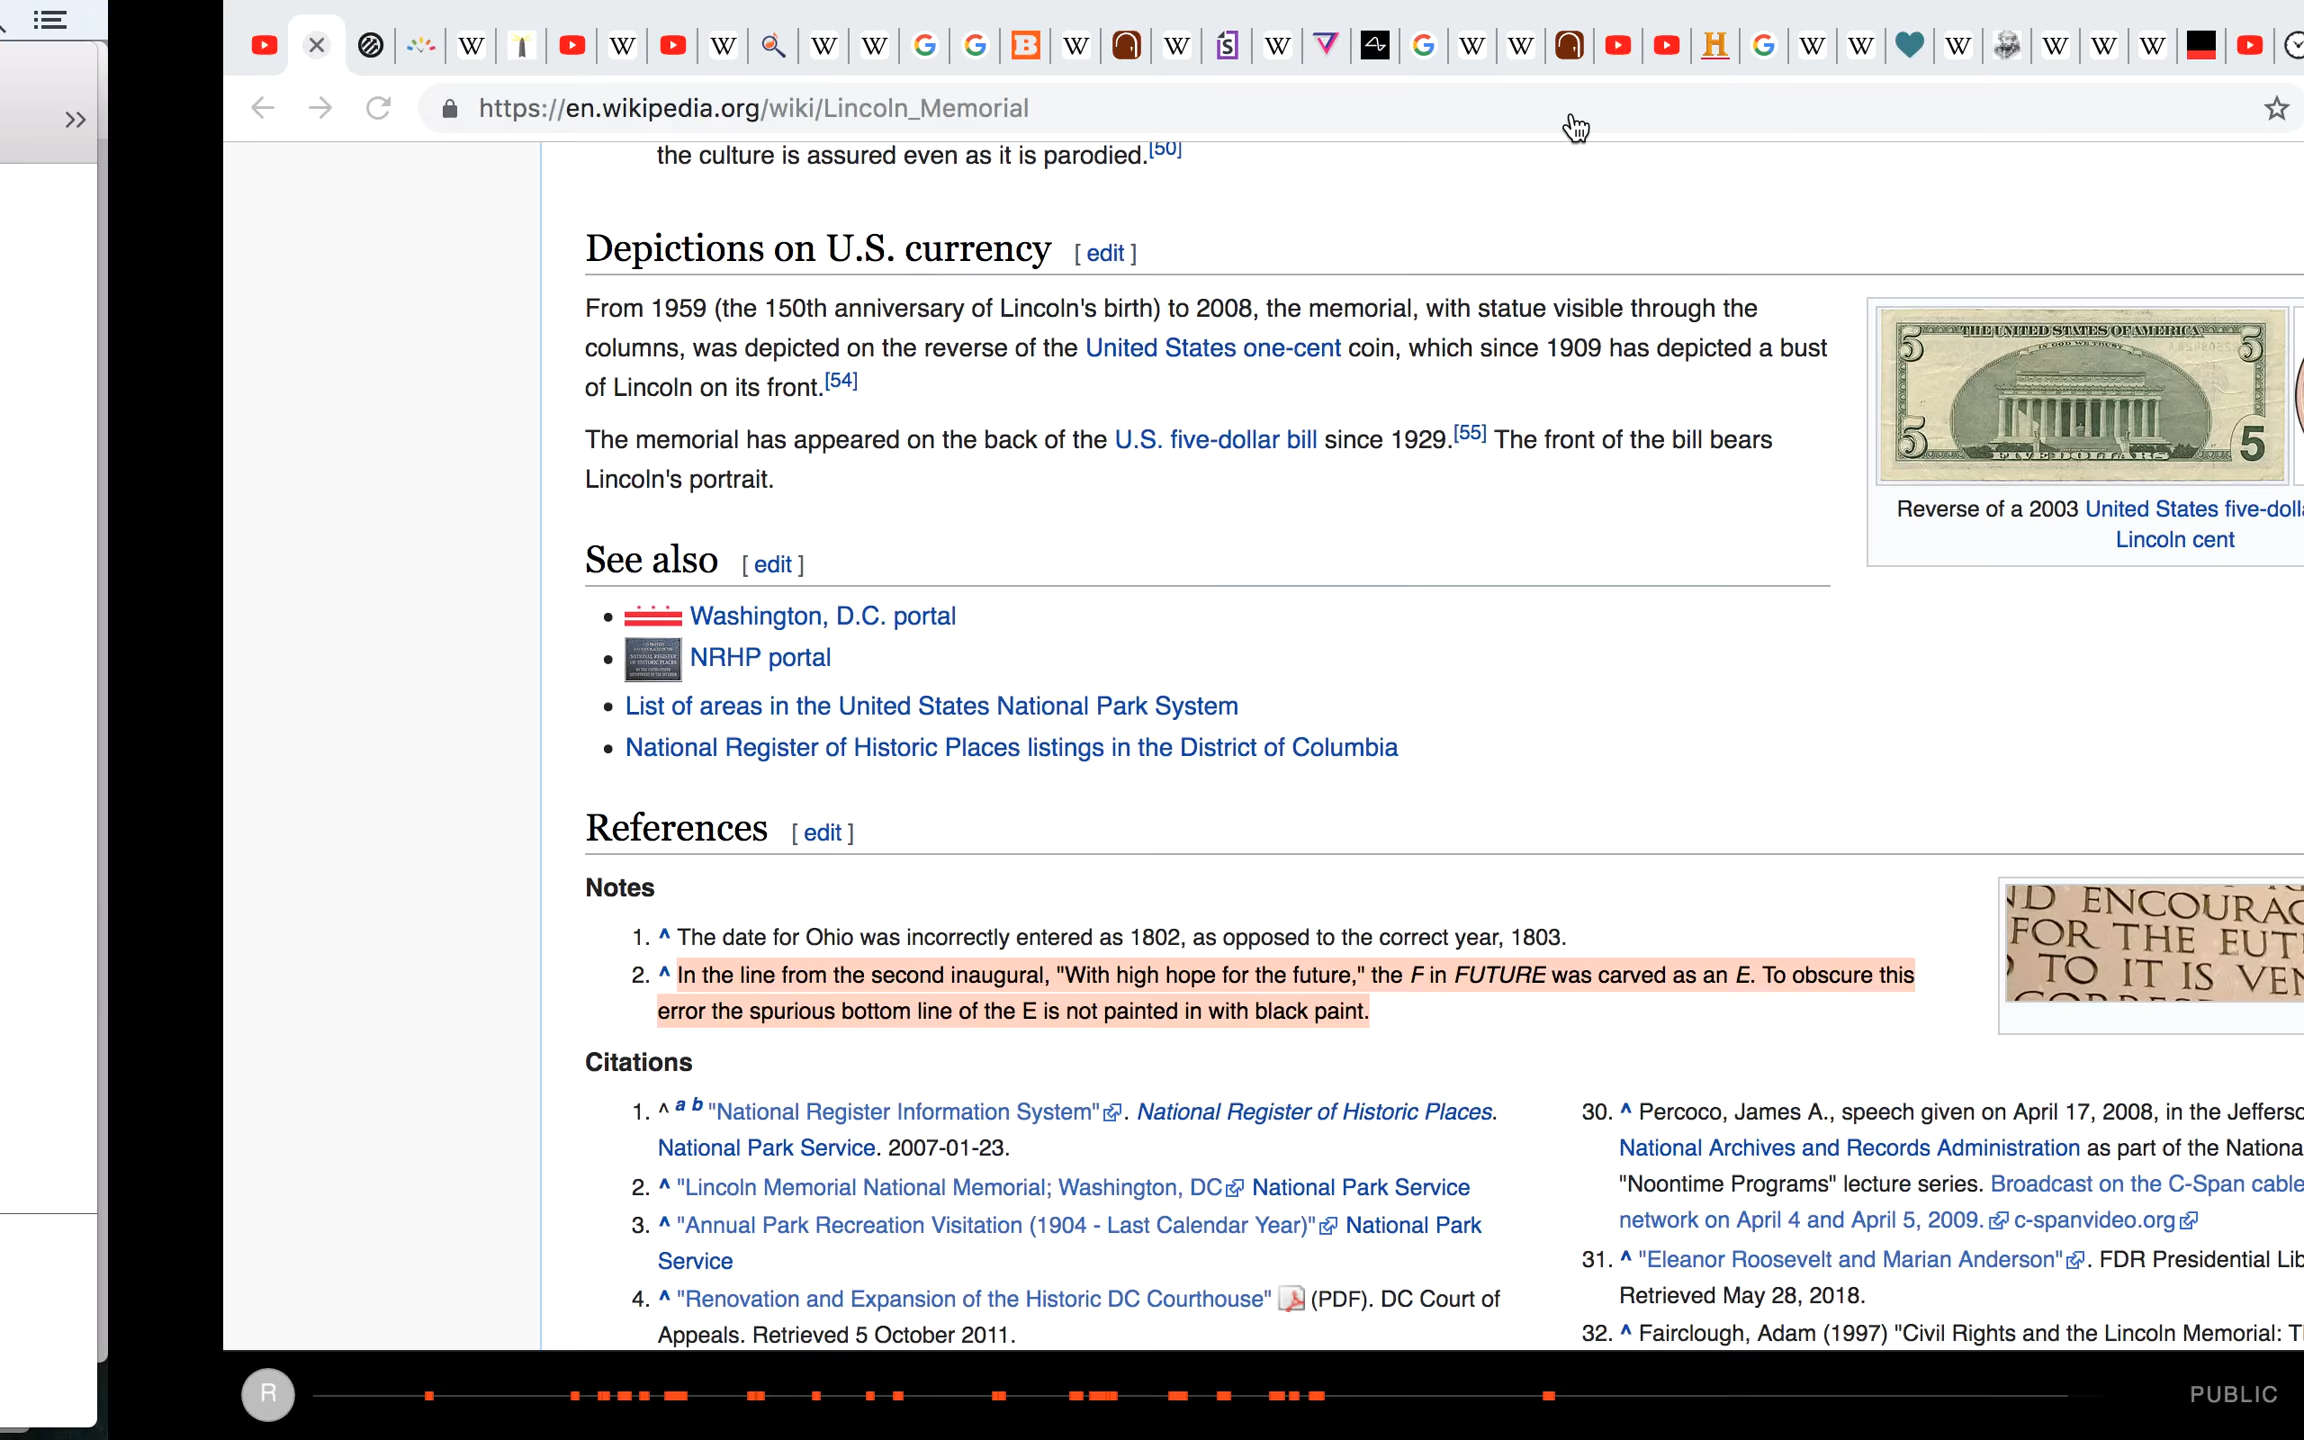 https://en.wikipedia.org/wiki/Lincoln_Memorial
the culture is assured even as it is parodied.[50]
Depictions on U.S. currency [ edit ]
From 1959 (the 150th anniversary of Lincoln's birth) to 2008, the memorial, with statue visible through the
columns, was depicted on the reverse of the United States one-cent coin, which since 1909 has depicted a bust
of Lincoln on its front.[54]
The memorial has appeared on the back of the U.S. five-dollar bill since 1929.[55] The front of the bill bears
Lincoln's portrait.
THE UNITED STATES OF AMERICA
IN GOD WE TRUST
5
5
5
5
FIVE DOLLARS
Reverse of a 2003 United States five-doll
Lincoln cent
See also [ edit ]
• Washington, D.C. portal
• NRHP portal
• List of areas in the United States National Park System
• National Register of Historic Places listings in the District of Columbia
References [ edit ]
Notes
1. ^ The date for Ohio was incorrectly entered as 1802, as opposed to the correct year, 1803.
2. ^ In the line from the second inaugural, "With high hope for the future," the F in FUTURE was carved as an E. To obscure this
error the spurious bottom line of the E is not painted in with black paint.
ND ENCOURAG
FOR THE FUT
TO IT IS VEN
Citations
1. ^ a b "National Register Information System". National Register of Historic Places.
National Park Service. 2007-01-23.
2. ^ "Lincoln Memorial National Memorial; Washington, DC National Park Service
3. ^ "Annual Park Recreation Visitation (1904 - Last Calendar Year)" National Park
Service
4. ^ "Renovation and Expansion of the Historic DC Courthouse" (PDF). DC Court of
Appeals. Retrieved 5 October 2011.
30. ^ Percoco, James A., speech given on April 17, 2008, in the Jefferso
National Archives and Records Administration as part of the Nationa
"Noontime Programs" lecture series. Broadcast on the C-Span cable
network on April 4 and April 5, 2009. c-spanvideo.org
31. ^ "Eleanor Roosevelt and Marian Anderson". FDR Presidential Lib
Retrieved May 28, 2018.
32. ^ Fairclough, Adam (1997) "Civil Rights and the Lincoln Memorial: T
R
PUBLIC